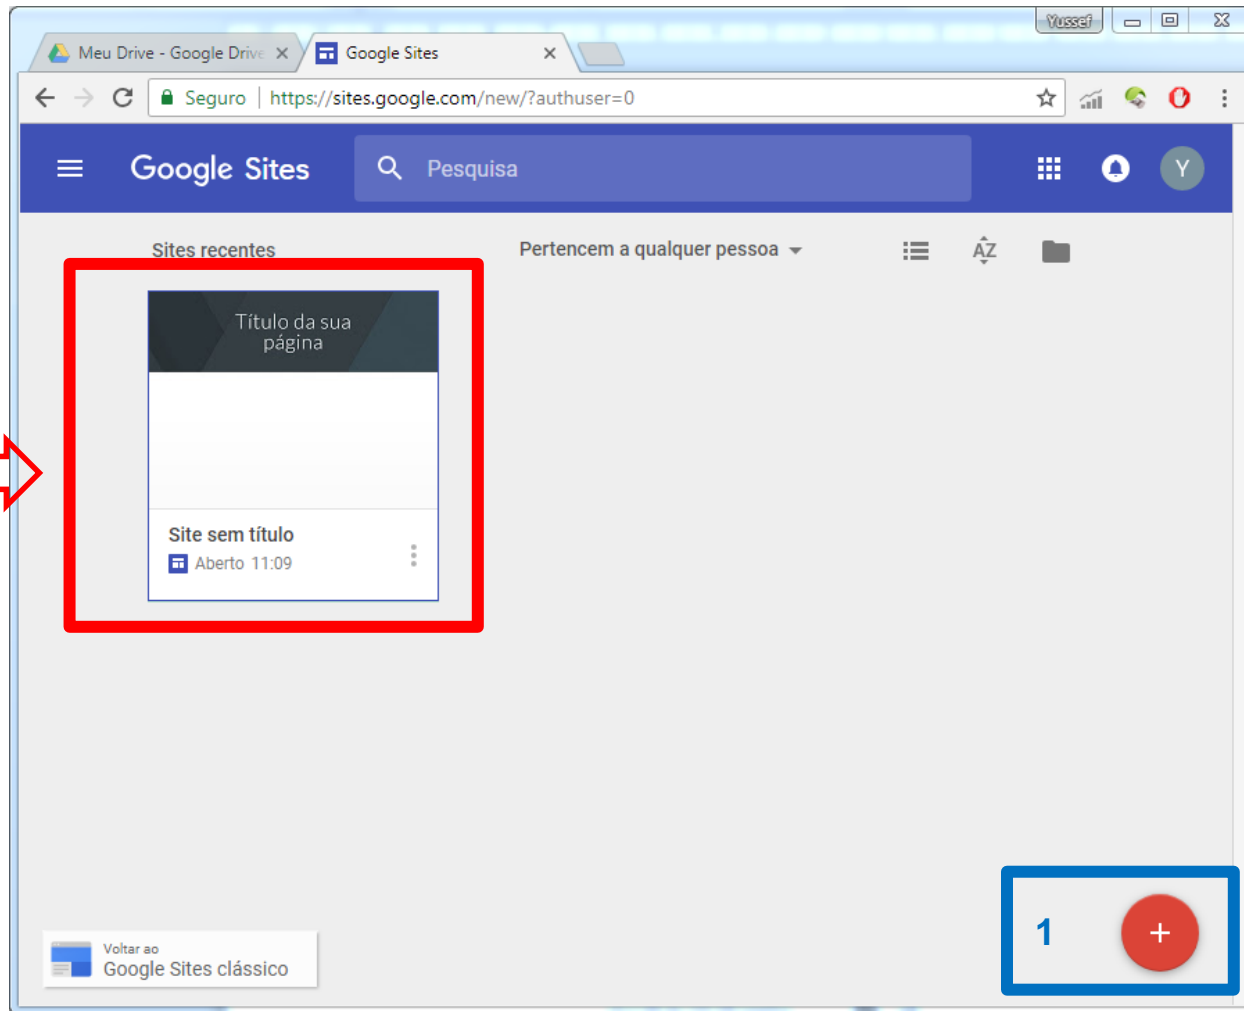 Yussef
Meu Drive - Google Drive
Google Sites
Seguro | https://sites.google.com/new/?authuser=0
Google Sites
Pesquisa
Y
Sites recentes
Pertencem a qualquer pessoa
AZ
Título da sua
página
Site sem título
Aberto 11:09
1
+
Voltar ao
Google Sites clássico